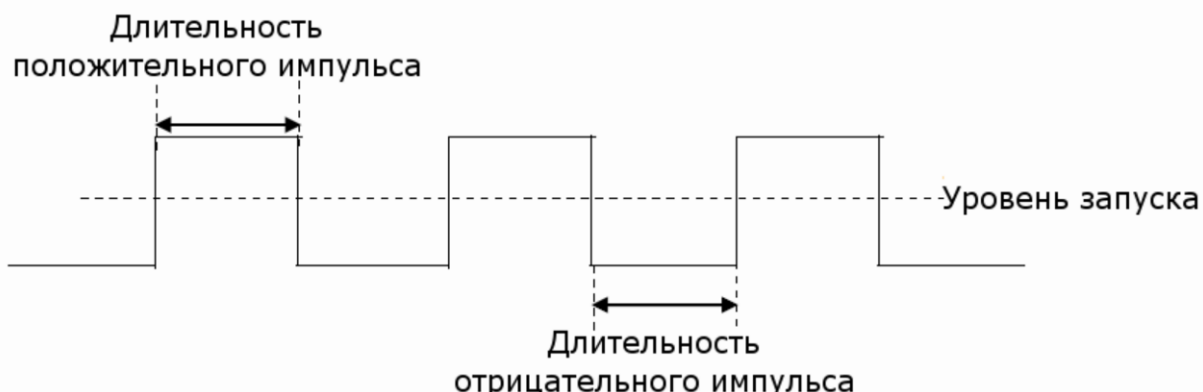 Длительность
положительного импульса
Уровень запуска
Длительность
отрицательного импульса